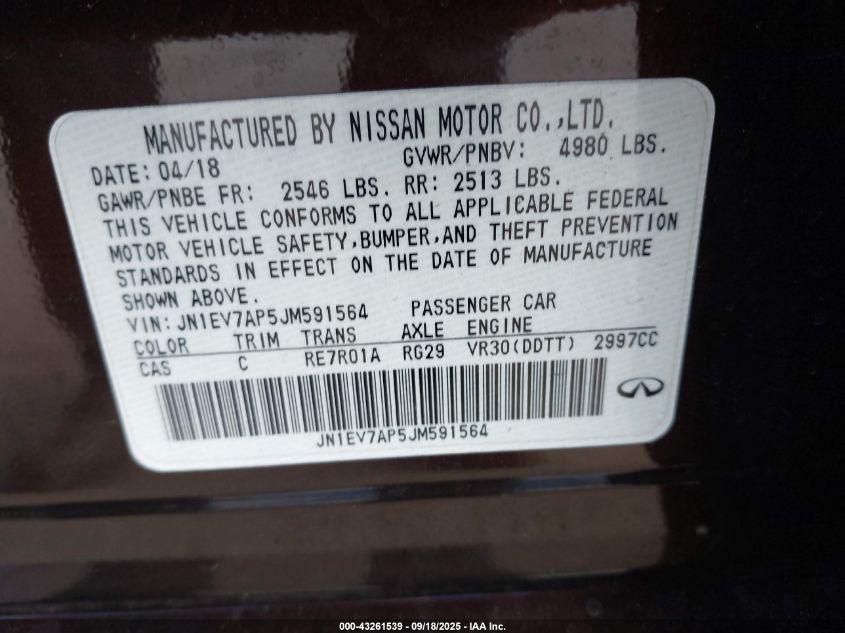 MANUFACTURED BY NISSAN MOTOR CO.,LTD.
DATE: 04/18 GVWR/PNBV: 4980 LBS.
GAWR/PNBE FR: 2546 LBS. RR: 2513 LBS.
THIS VEHICLE CONFORMS TO ALL APPLICABLE FEDERAL
MOTOR VEHICLE SAFETY,BUMPER,AND THEFT PREVENTION
STANDARDS IN EFFECT ON THE DATE OF MANUFACTURE
SHOWN ABOVE.
VIN: JN1EV7AP5JM591564 PASSENGER CAR
COLOR TRIM TRANS AXLE ENGINE
CAS C RE7R01A RG29 VR30(DDTT) 2997CC
JN1EV7AP5JM591564
000-43261539 - 09/18/2025 - IAA Inc.